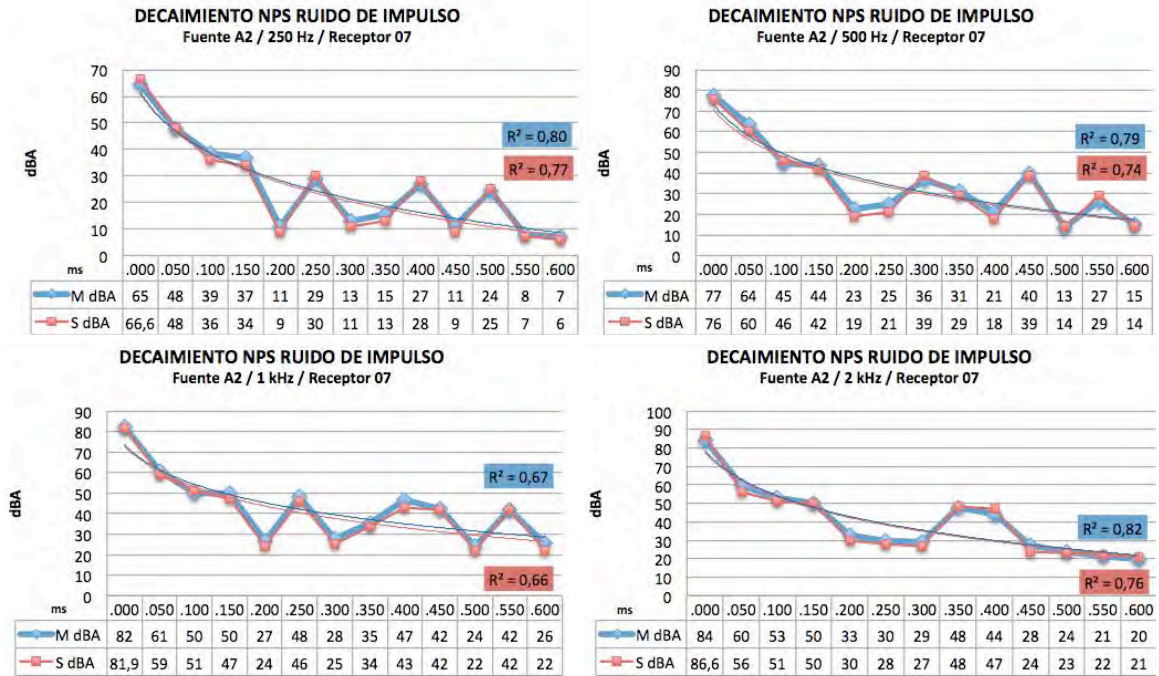 DECAIMIENTO NPS RUIDO DE IMPULSO
Fuente A2 / 250 Hz / Receptor 07
dBA
70
60
50
40
30
20
10
0
R² = 0,80
R² = 0,77
ms .000 .050 .100 .150 .200 .250 .300 .350 .400 .450 .500 .550 .600
M dBA 65 48 39 37 11 29 13 15 27 11 24 8 7
S dBA 66,6 48 36 34 9 30 11 13 28 9 25 7 6
DECAIMIENTO NPS RUIDO DE IMPULSO
Fuente A2 / 500 Hz / Receptor 07
dBA
90
80
70
60
50
40
30
20
10
0
R² = 0,79
R² = 0,74
ms .000 .050 .100 .150 .200 .250 .300 .350 .400 .450 .500 .550 .600
M dBA 77 64 45 44 23 25 36 31 21 40 13 27 15
S dBA 76 60 46 42 19 21 39 29 18 39 14 29 14
DECAIMIENTO NPS RUIDO DE IMPULSO
Fuente A2 / 1 kHz / Receptor 07
dBA
90
80
70
60
50
40
30
20
10
0
R² = 0,67
R² = 0,66
ms .000 .050 .100 .150 .200 .250 .300 .350 .400 .450 .500 .550 .600
M dBA 82 61 50 50 27 48 28 35 47 42 24 42 26
S dBA 81,9 59 51 47 24 46 25 34 43 42 22 42 22
DECAIMIENTO NPS RUIDO DE IMPULSO
Fuente A2 / 2 kHz / Receptor 07
dBA
100
90
80
70
60
50
40
30
20
10
0
R² = 0,82
R² = 0,76
ms .000 .050 .100 .150 .200 .250 .300 .350 .400 .450 .500 .550 .600
M dBA 84 60 53 50 33 30 29 48 44 28 24 21 20
S dBA 86,6 56 51 50 30 28 27 48 47 24 23 22 21